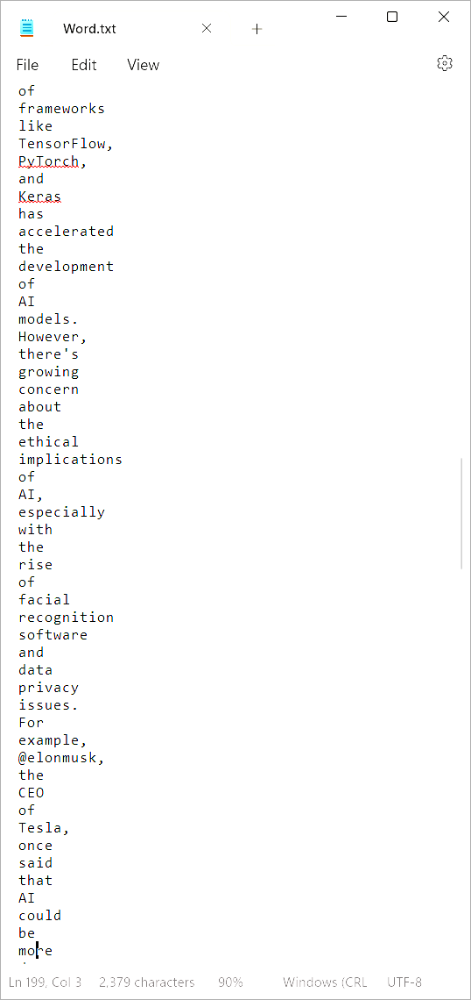 Word.txt
File Edit View
of
frameworks
like
TensorFlow,
PyTorch,
and
Keras
has
accelerated
the
development
of
AI
models.
However,
there's
growing
concern
about
the
ethical
implications
of
AI,
especially
with
the
rise
of
facial
recognition
software
and
data
privacy
issues.
For
example,
@elonmusk,
the
CEO
of
Tesla,
once
said
that
AI
could
be
more
Ln 199, Col 3 2,379 characters 90% Windows (CRL UTF-8